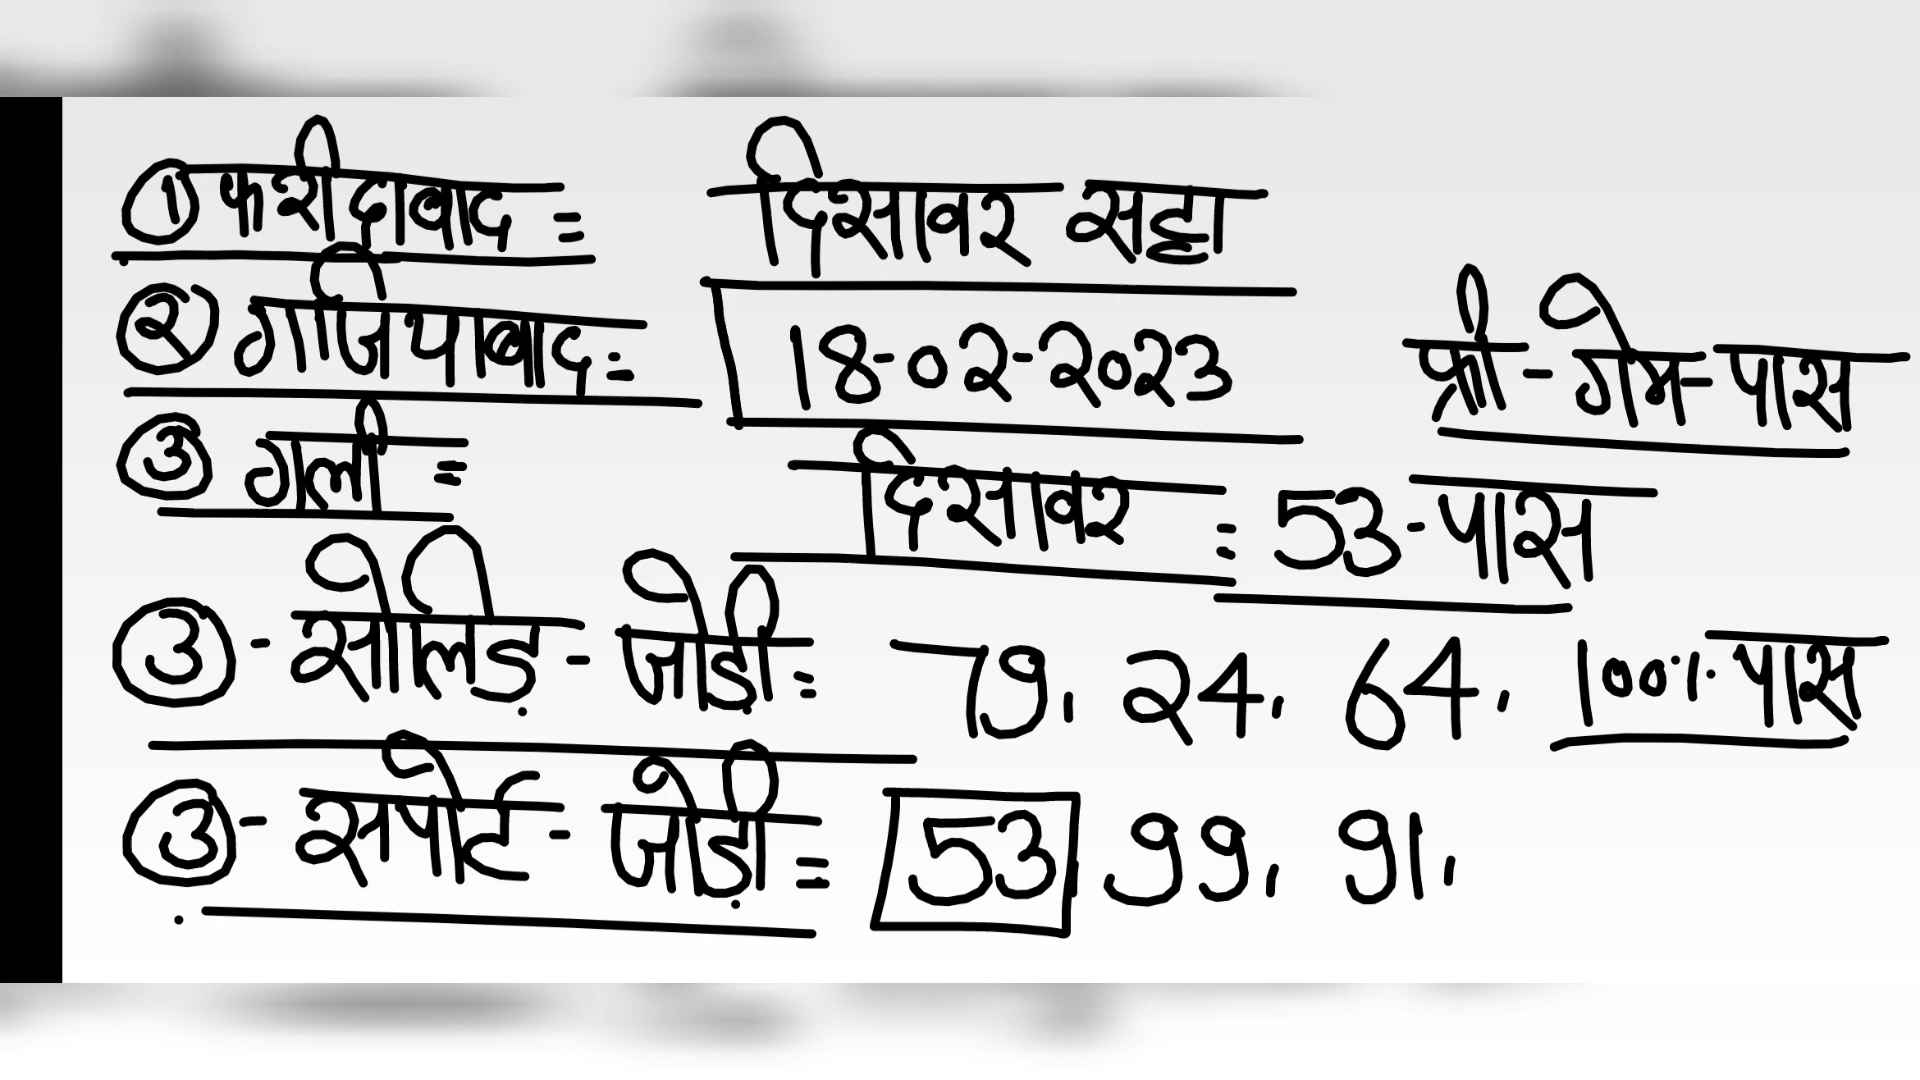 ① फरीदाबाद =
दिसावर सट्टा
② गाजियाबाद =
18-02-2023
फ्री-गेम-पास
③ गली =
दिसावर = 53-पास
③ - सोलिड - जोड़ी = 79, 24, 64, 100% पास
③ - सपोर्ट - जोड़ी = 53, 99, 91,